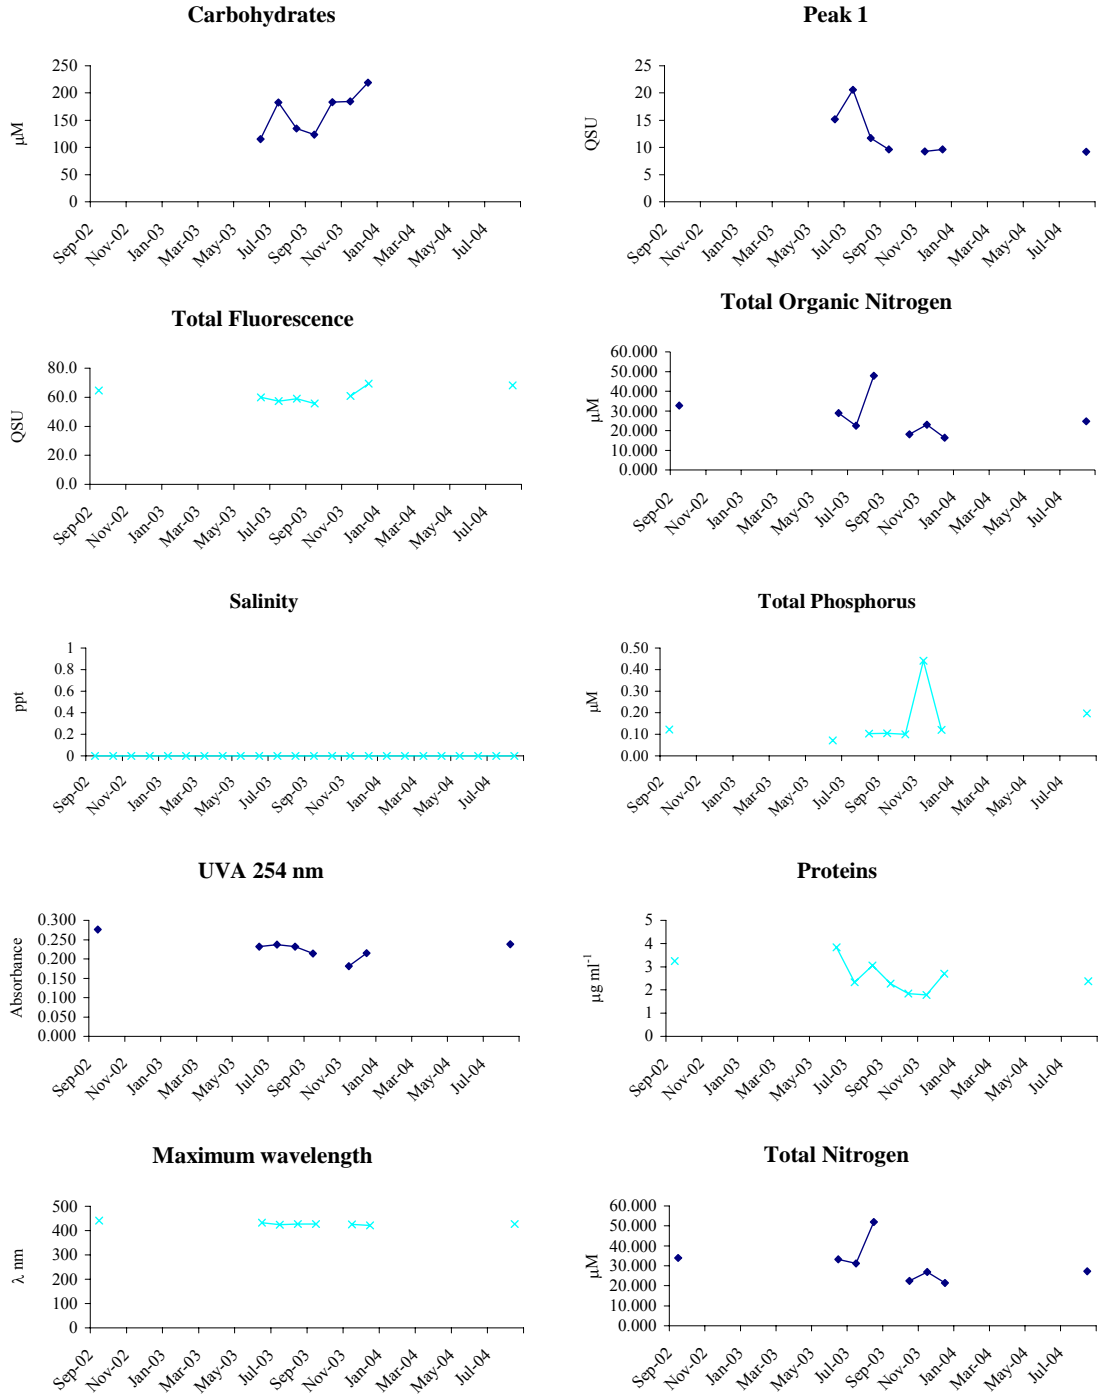 Carbohydrates
250
200
150
100
50
0
µM
Sep-02 Nov-02 Jan-03 Mar-03 May-03 Jul-03 Sep-03 Nov-03 Jan-04 Mar-04 May-04 Jul-04
Peak 1
25
20
15
10
5
0
QSU
Sep-02 Nov-02 Jan-03 Mar-03 May-03 Jul-03 Sep-03 Nov-03 Jan-04 Mar-04 May-04 Jul-04
Total Fluorescence
80.0
60.0
40.0
20.0
0.0
QSU
Sep-02 Nov-02 Jan-03 Mar-03 May-03 Jul-03 Sep-03 Nov-03 Jan-04 Mar-04 May-04 Jul-04
Total Organic Nitrogen
60.000
50.000
40.000
30.000
20.000
10.000
0.000
µM
Sep-02 Nov-02 Jan-03 Mar-03 May-03 Jul-03 Sep-03 Nov-03 Jan-04 Mar-04 May-04 Jul-04
Salinity
1
0.8
0.6
0.4
0.2
0
ppt
Sep-02 Nov-02 Jan-03 Mar-03 May-03 Jul-03 Sep-03 Nov-03 Jan-04 Mar-04 May-04 Jul-04
Total Phosphorus
0.50
0.40
0.30
0.20
0.10
0.00
µM
Sep-02 Nov-02 Jan-03 Mar-03 May-03 Jul-03 Sep-03 Nov-03 Jan-04 Mar-04 May-04 Jul-04
UVA 254 nm
0.300
0.250
0.200
0.150
0.100
0.050
0.000
Absorbance
Sep-02 Nov-02 Jan-03 Mar-03 May-03 Jul-03 Sep-03 Nov-03 Jan-04 Mar-04 May-04 Jul-04
Proteins
5
4
3
2
1
0
µg ml⁻¹
Sep-02 Nov-02 Jan-03 Mar-03 May-03 Jul-03 Sep-03 Nov-03 Jan-04 Mar-04 May-04 Jul-04
Maximum wavelength
500
400
300
200
100
0
λ nm
Sep-02 Nov-02 Jan-03 Mar-03 May-03 Jul-03 Sep-03 Nov-03 Jan-04 Mar-04 May-04 Jul-04
Total Nitrogen
60.000
50.000
40.000
30.000
20.000
10.000
0.000
µM
Sep-02 Nov-02 Jan-03 Mar-03 May-03 Jul-03 Sep-03 Nov-03 Jan-04 Mar-04 May-04 Jul-04